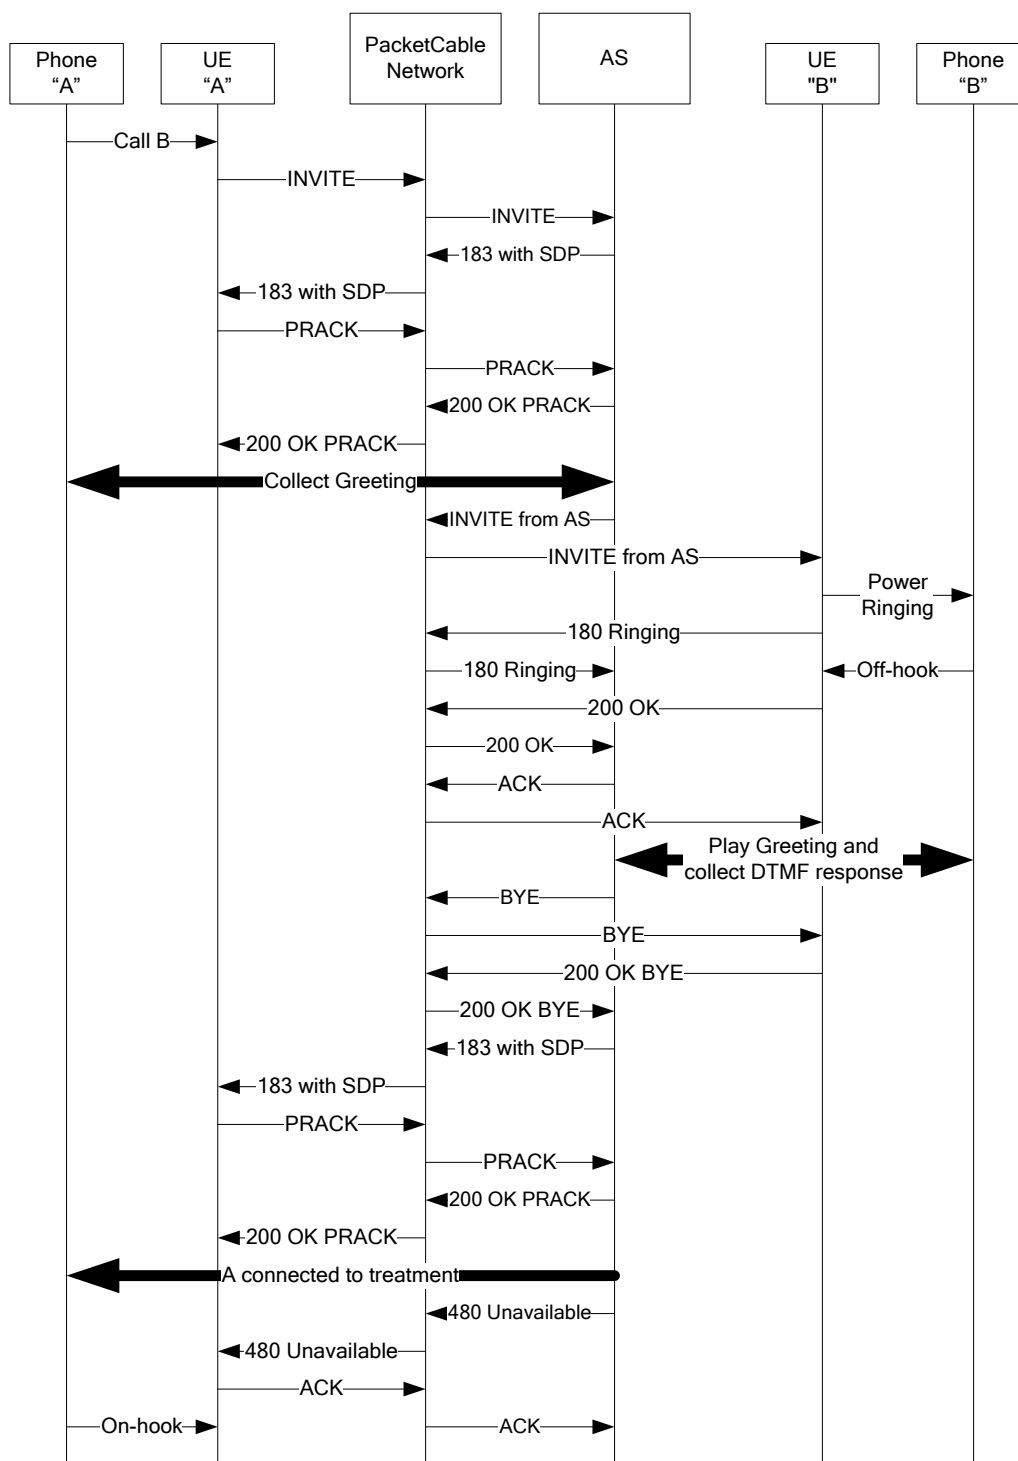 Phone
“A”
UE
“A”
PacketCable
Network
AS
UE
"B"
Phone
“B”
Call B
INVITE
INVITE
183 with SDP
183 with SDP
PRACK
PRACK
200 OK PRACK
200 OK PRACK
Collect Greeting
INVITE from AS
INVITE from AS
Power
Ringing
180 Ringing
180 Ringing
Off-hook
200 OK
200 OK
ACK
ACK
Play Greeting and
collect DTMF response
BYE
BYE
200 OK BYE
200 OK BYE
183 with SDP
183 with SDP
PRACK
PRACK
200 OK PRACK
200 OK PRACK
A connected to treatment
480 Unavailable
480 Unavailable
ACK
On-hook
ACK